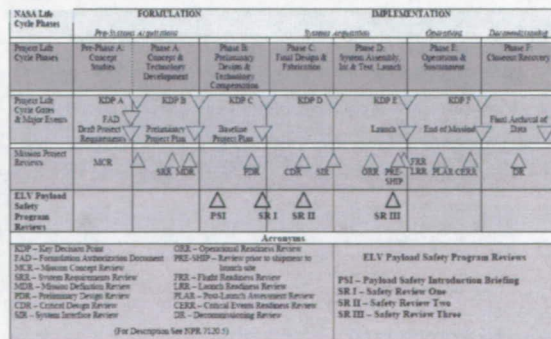 NASA Life Cycle Phases
FORMULATION
IMPLEMENTATION
Pre-Systems Acquisition
Systems Acquisition
Operations
Decommissioning
Project Life Cycle Phases
Pre-Phase A: Concept Studies
Phase A: Concept & Technology Development
Phase B: Preliminary Design & Technology Completion
Phase C: Final Design & Fabrication
Phase D: System Assembly, Int & Test, Launch
Phase E: Operations & Sustainment
Phase F: Closeout Recovery
Project Life Cycle Gates & Major Events
KDP A
KDP B
KDP C
KDP D
KDP E
KDP F
FAD
Draft Project Requirements
Preliminary Project Plan
Baseline Project Plan
Launch
End of Mission
Final Archival of Data
Mission Project Reviews
MCR
SRR
MDR
PDR
CDR
SIR
ORR
PRE-SHIP
FRR
LRR
PLAR
CERR
DR
ELV Payload Safety Program Reviews
PSI
SR I
SR II
SR III
Acronyms
KDP – Key Decision Point
FAD – Formulation Authorization Document
MCR – Mission Concept Review
SRR – System Requirements Review
MDR – Mission Definition Review
PDR – Preliminary Design Review
CDR – Critical Design Review
SIR – System Interface Review
ORR – Operational Readiness Review
PRE-SHIP – Review prior to shipment to launch site
FRR – Flight Readiness Review
LRR – Launch Readiness Review
PLAR – Post-Launch Assessment Review
CERR – Critical Events Readiness Review
DR – Decommissioning Review
(For Description See NPR 7120.5)
ELV Payload Safety Program Reviews
PSI – Payload Safety Introduction Briefing
SR I – Safety Review One
SR II – Safety Review Two
SR III – Safety Review Three